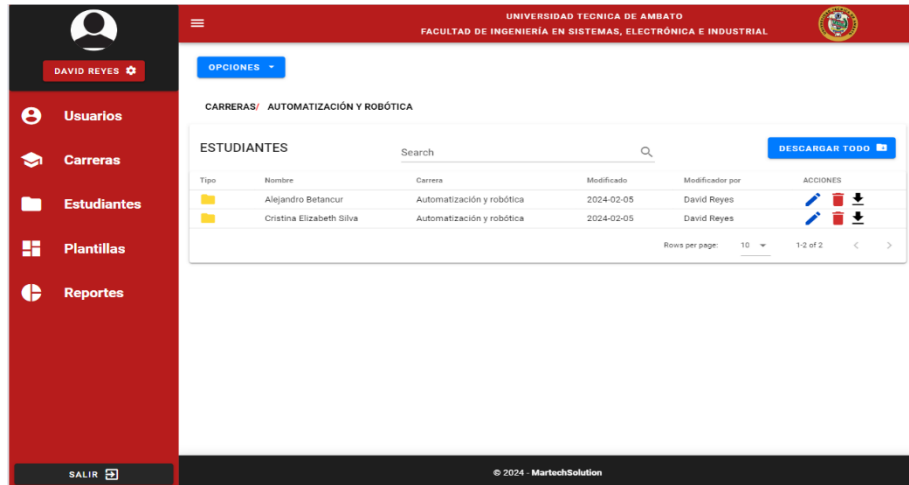 UNIVERSIDAD TECNICA DE AMBATO
FACULTAD DE INGENIERÍA EN SISTEMAS, ELECTRÓNICA E INDUSTRIAL
DAVID REYES
Usuarios
Carreras
Estudiantes
Plantillas
Reportes
SALIR
OPCIONES
CARRERAS/ AUTOMATIZACIÓN Y ROBÓTICA
ESTUDIANTES Search DESCARGAR TODO
Tipo Nombre Carrera Modificado Modificador por ACCIONES
Alejandro Betancur Automatización y robótica 2024-02-05 David Reyes
Cristina Elizabeth Silva Automatización y robótica 2024-02-05 David Reyes
Rows per page: 10 1-2 of 2
© 2024 - MartechSolution